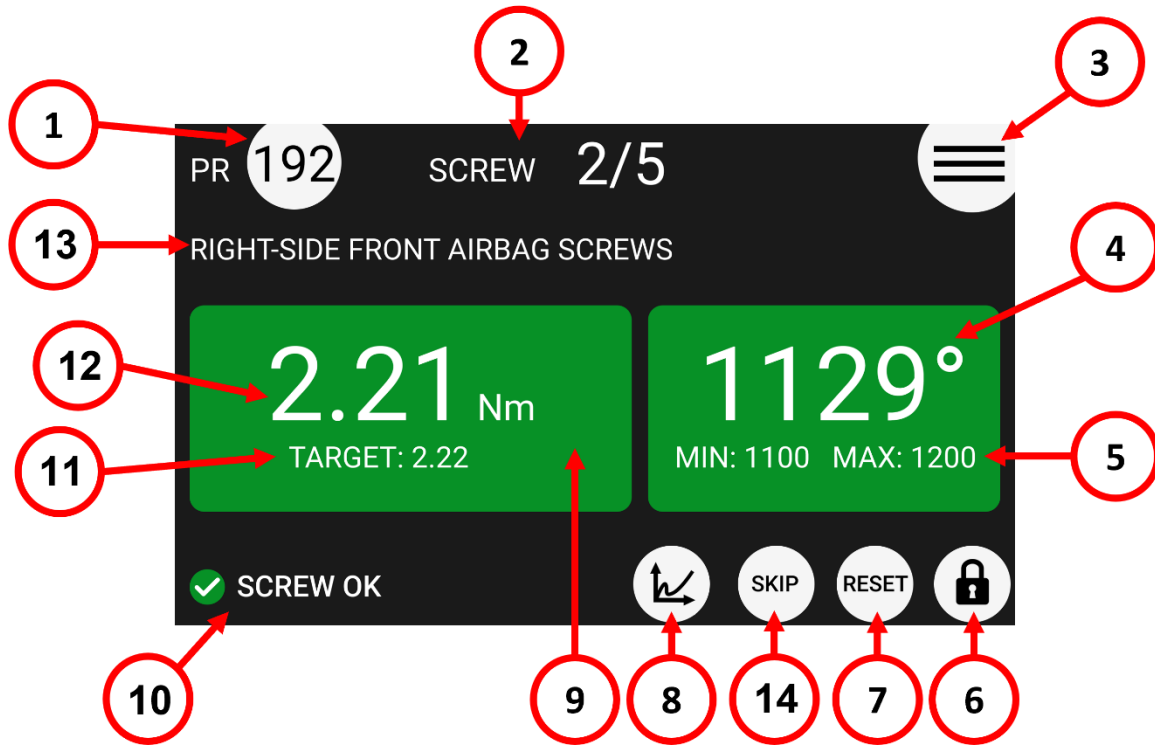 2
3
1
PR 192 SCREW 2/5
13
RIGHT-SIDE FRONT AIRBAG SCREWS
4
12
2.21 Nm
1129°
11
TARGET: 2.22
MIN: 1100 MAX: 1200
5
SCREW OK
SKIP
RESET
10
9
8
14
7
6